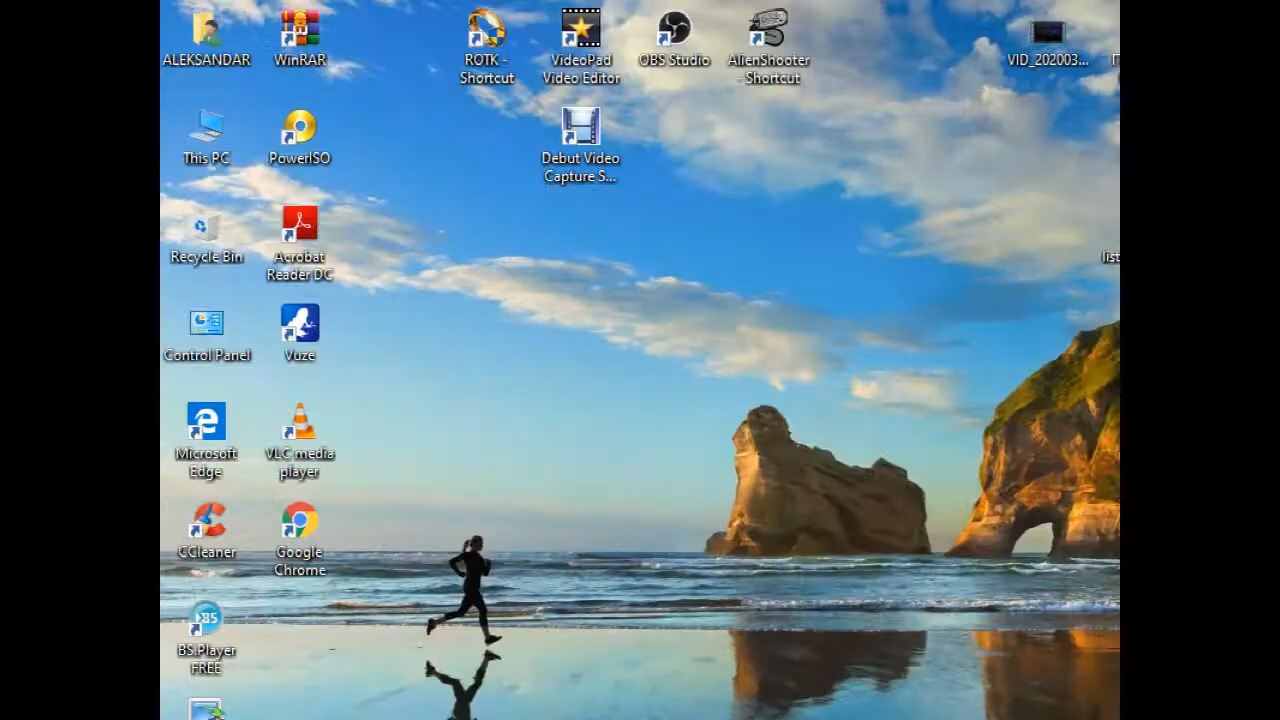 ALEKSANDAR
WinRAR
ROTK -
Shortcut
VideoPad
Video Editor
OBS Studio
AlienShooter
- Shortcut
VID_202003...
This PC
PowerISO
Debut Video
Capture S...
Recycle Bin
Acrobat
Reader DC
list
Control Panel
Vuze
Microsoft
Edge
VLC media
player
CCleaner
Google
Chrome
BS.Player
FREE